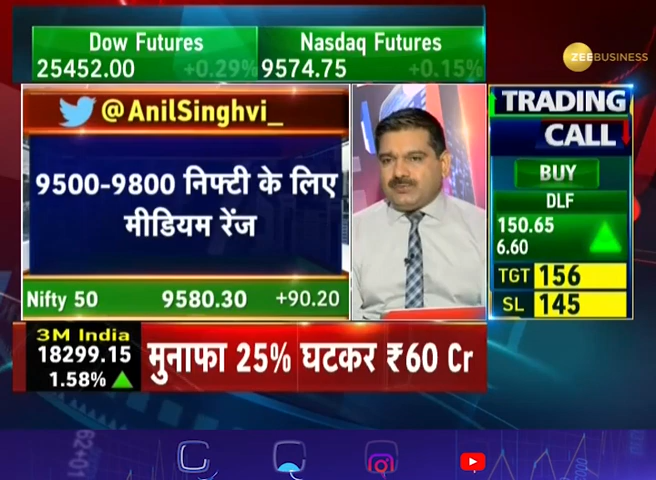 Dow Futures
25452.00 +0.29%
Nasdaq Futures
9574.75 +0.15%
ZEE BUSINESS
@AnilSinghvi_
9500-9800 निफ्टी के लिए
मीडियम रेंज
Nifty 50 9580.30 +90.20
TRADING
CALL
BUY
DLF
150.65
6.60
TGT 156
SL 145
3M India
18299.15
1.58%
मुनाफा 25% घटकर ₹60 Cr